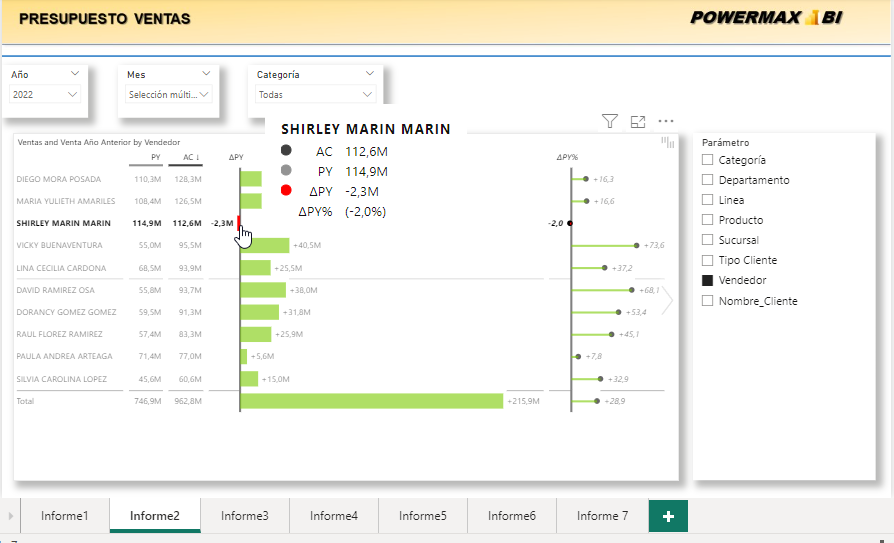 PRESUPUESTO VENTAS
POWERMAX BI
Año
2022
Mes
Selección múlti...
Categoría
Todas
Ventas and Venta Año Anterior by Vendedor
PY AC ↓ ΔPY ΔPY%
DIEGO MORA POSADA 110,3M 128,3M +16,3
MARIA YULIETH AMARILES 108,4M 126,5M +16,6
SHIRLEY MARIN MARIN 114,9M 112,6M -2,3M -2,0
VICKY BUENAVENTURA 55,0M 95,5M +40,5M +73,6
LINA CECILIA CARDONA 68,5M 93,9M +25,5M +37,2
DAVID RAMIREZ OSA 55,8M 93,7M +38,0M +68,1
DORANCY GOMEZ GOMEZ 59,5M 91,3M +31,8M +53,4
RAUL FLOREZ RAMIREZ 57,4M 83,3M +25,9M +45,1
PAULA ANDREA ARTEAGA 71,4M 77,0M +5,6M +7,8
SILVIA CAROLINA LOPEZ 45,6M 60,6M +15,0M +32,9
Total 746,9M 962,8M +215,9M +28,9
SHIRLEY MARIN MARIN
AC 112,6M
PY 114,9M
ΔPY -2,3M
ΔPY% (-2,0%)
Parámetro
Categoría
Departamento
Linea
Producto
Sucursal
Tipo Cliente
Vendedor
Nombre_Cliente
Informe1 Informe2 Informe3 Informe4 Informe5 Informe6 Informe 7 +